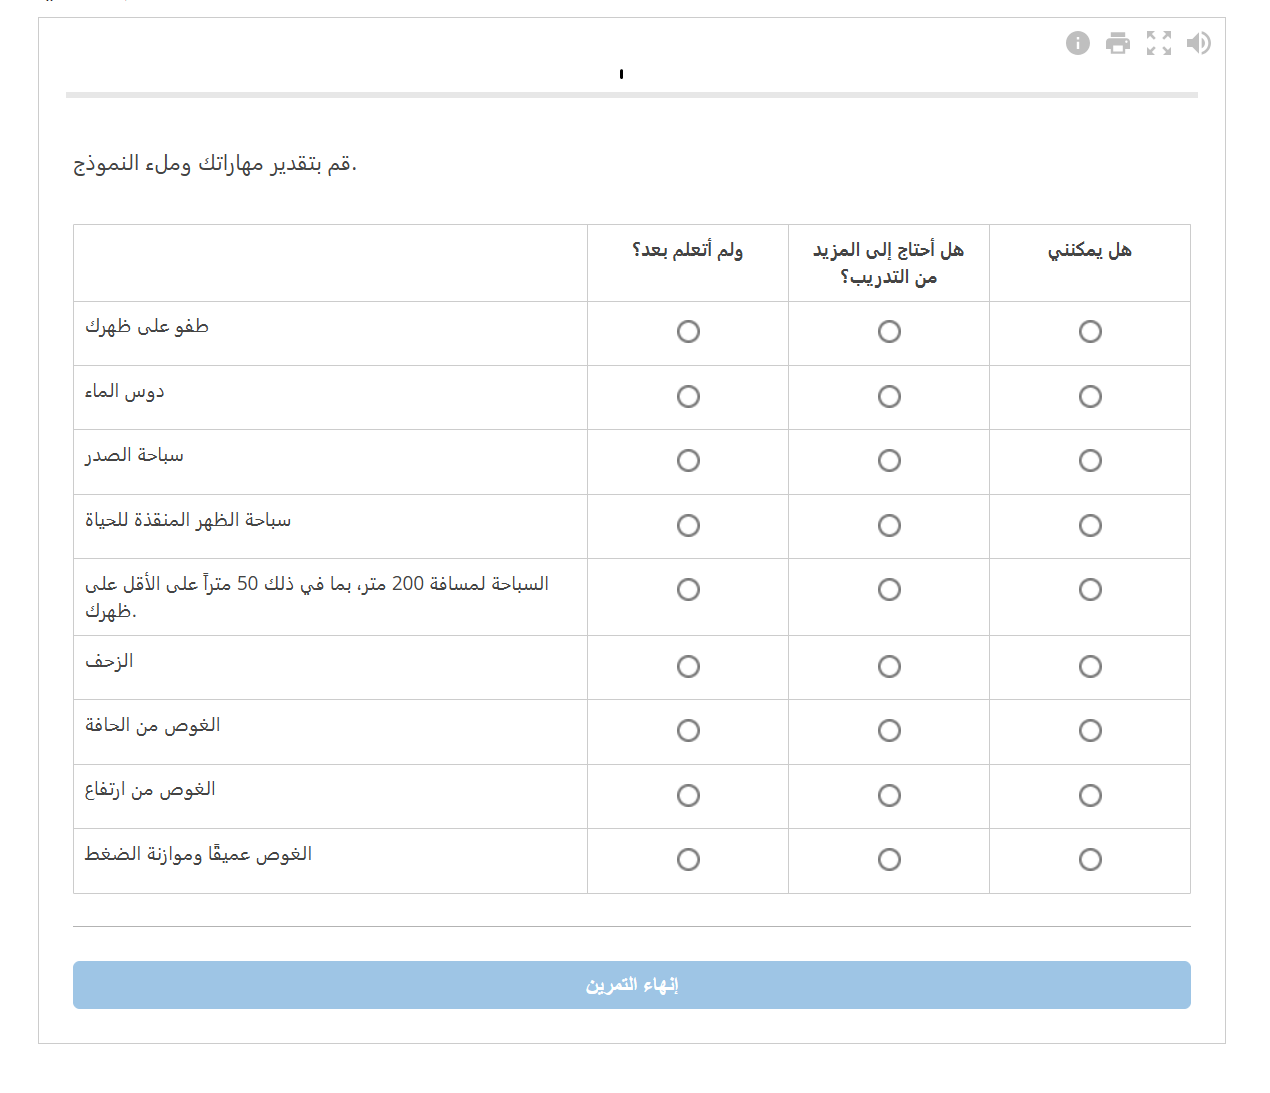 قم بتقدير مهاراتك وملء النموذج.
هل يمكنني
هل أحتاج إلى المزيد
من التدريب؟
ولم أتعلم بعد؟
طفو على ظهرك
دوس الماء
سباحة الصدر
سباحة الظهر المنقذة للحياة
السباحة لمسافة 200 متر، بما في ذلك 50 متراً على الأقل على
ظهرك.
الزحف
الغوص من الحافة
الغوص من ارتفاع
الغوص عميقًا وموازنة الضغط
إنهاء التمرين